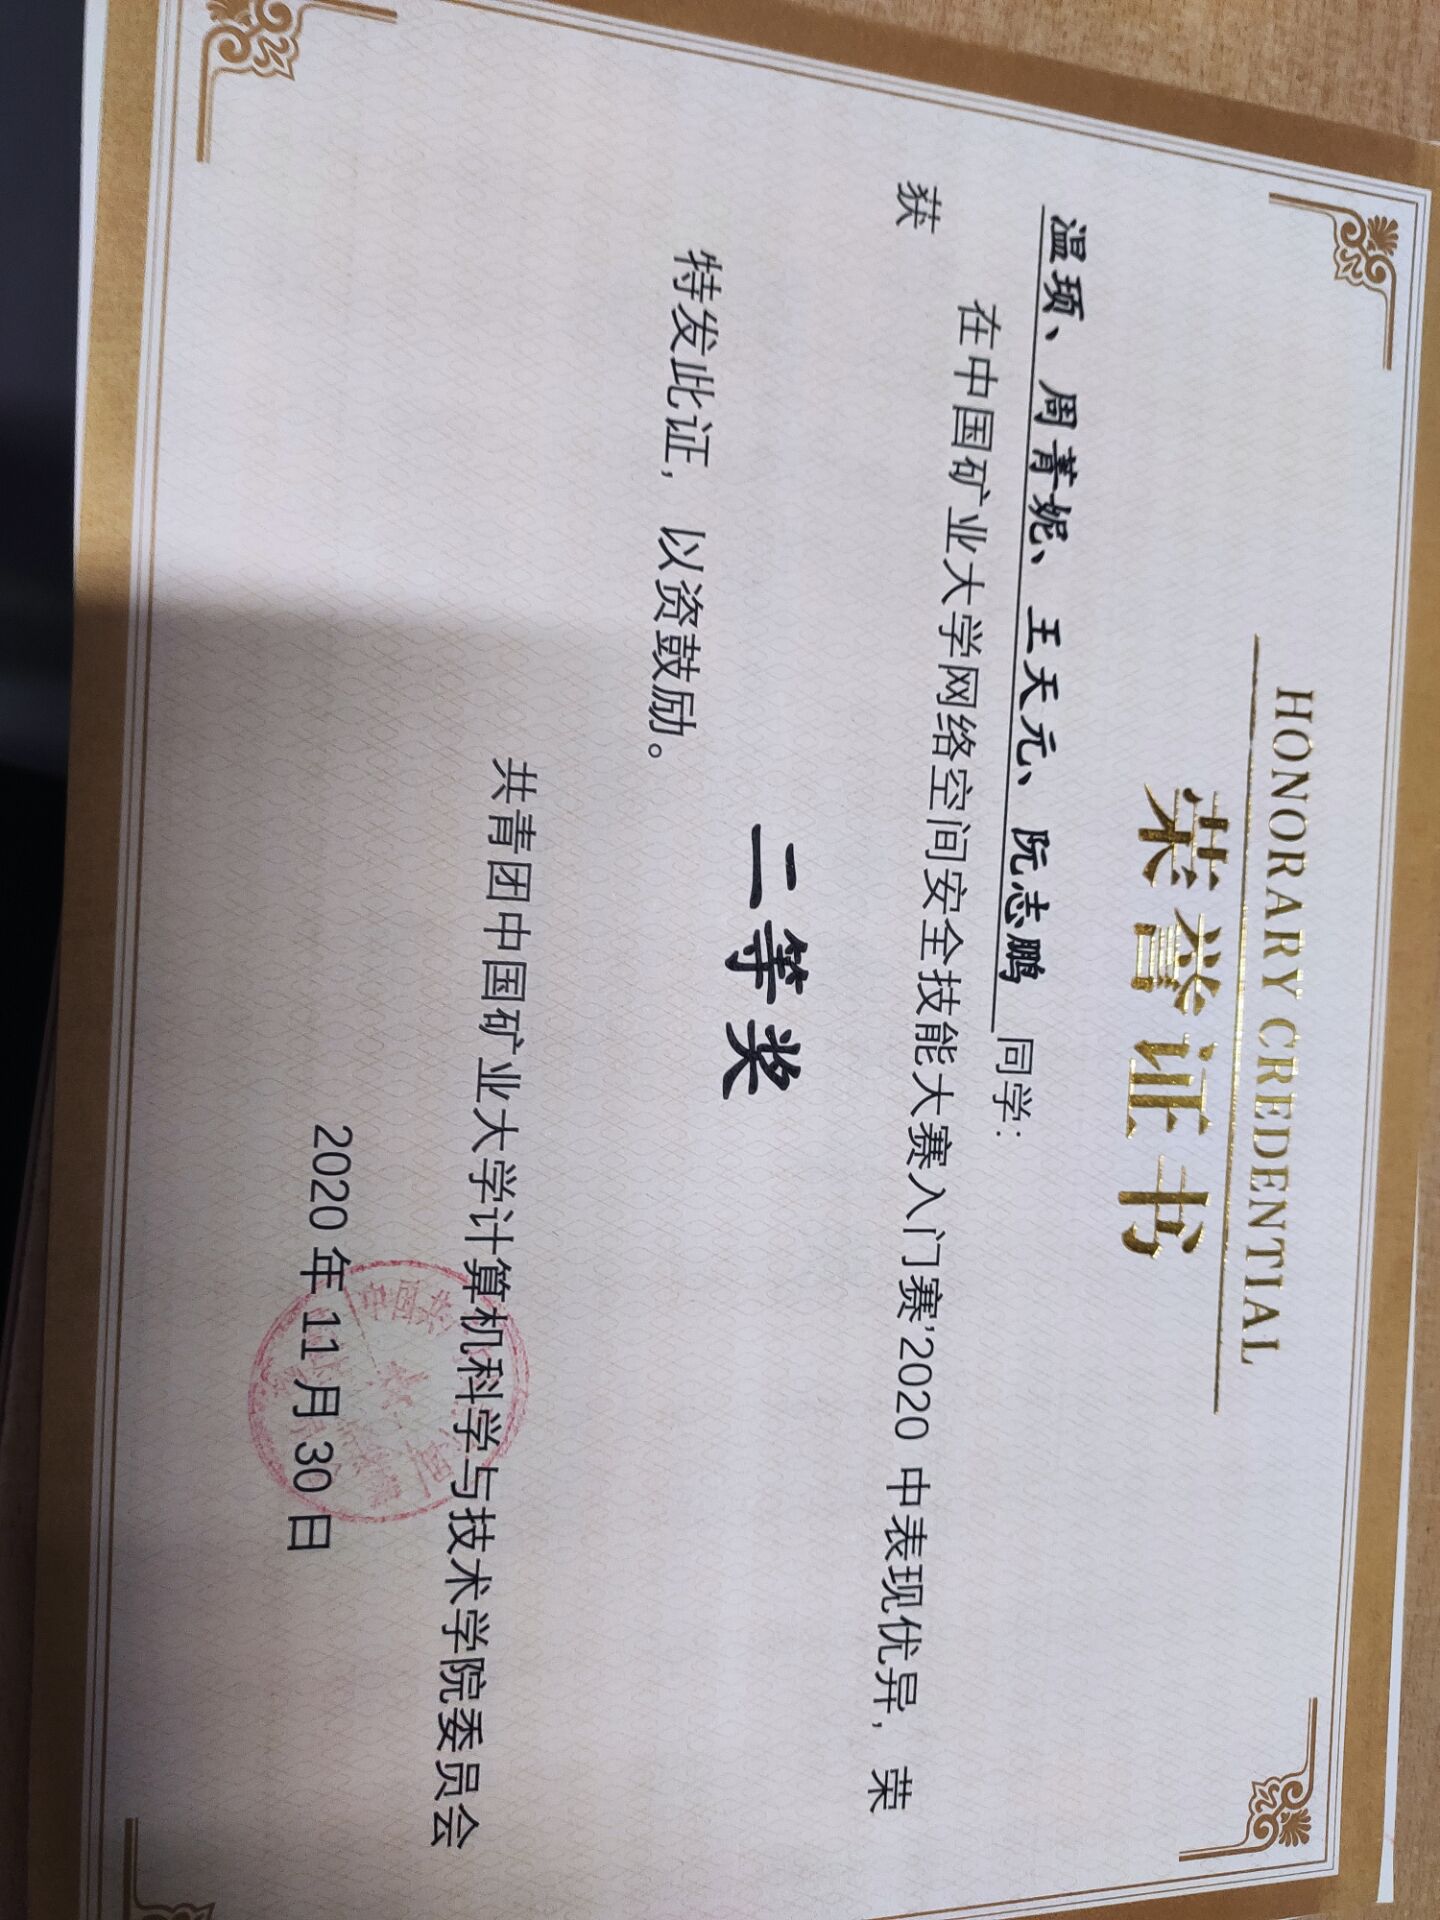 HONORARY CREDENTIAL
荣誉证书
温顼、周菁妮、王天元、阮志鹏 同学:
在中国矿业大学网络空间安全技能大赛入门赛'2020 中表现优异，荣
获
二等奖
特发此证，以资鼓励。
共青团中国矿业大学计算机科学与技术学院委员会
2020 年 11 月 30 日